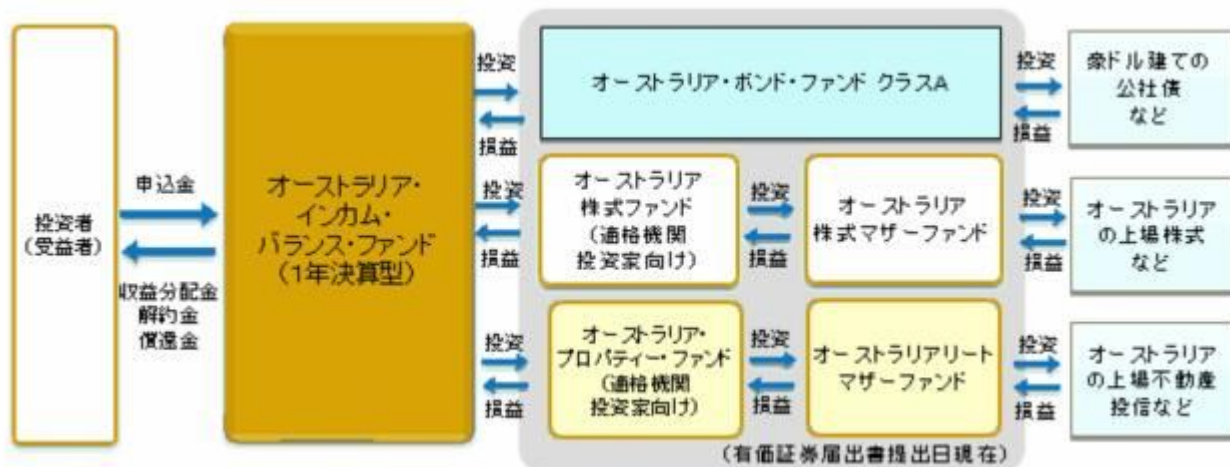 投資者
(受益者)
申込金
収益分配金
解約金
償還金
オーストラリア・
インカム・
バランス・ファンド
(1年決算型)
投資
損益
オーストラリア・ボンド・ファンド クラスA
投資
損益
豪ドル建ての
公社債
など
投資
損益
オーストラリア
株式ファンド
(適格機関
投資家向け)
投資
損益
オーストラリア
株式マザーファンド
投資
損益
オーストラリア
の上場株式
など
投資
損益
オーストラリア・
プロパティー・ファンド
(適格機関
投資家向け)
投資
損益
オーストラリアリート
マザーファンド
投資
損益
オーストラリア
の上場不動産
投信など
(有価証券届出書提出日現在)